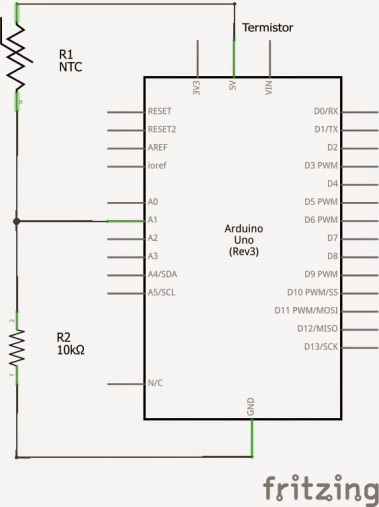 Termistor
R1
NTC
3V3
5V
VIN
RESET
RESET2
AREF
ioref
A0
A1
A2
A3
A4/SDA
A5/SCL
N/C
Arduino
Uno
(Rev3)
D0/RX
D1/TX
D2
D3 PWM
D4
D5 PWM
D6 PWM
D7
D8
D9 PWM
D10 PWM/SS
D11 PWM/MOSI
D12/MISO
D13/SCK
GND
2
R2
10kΩ
1
fritzing